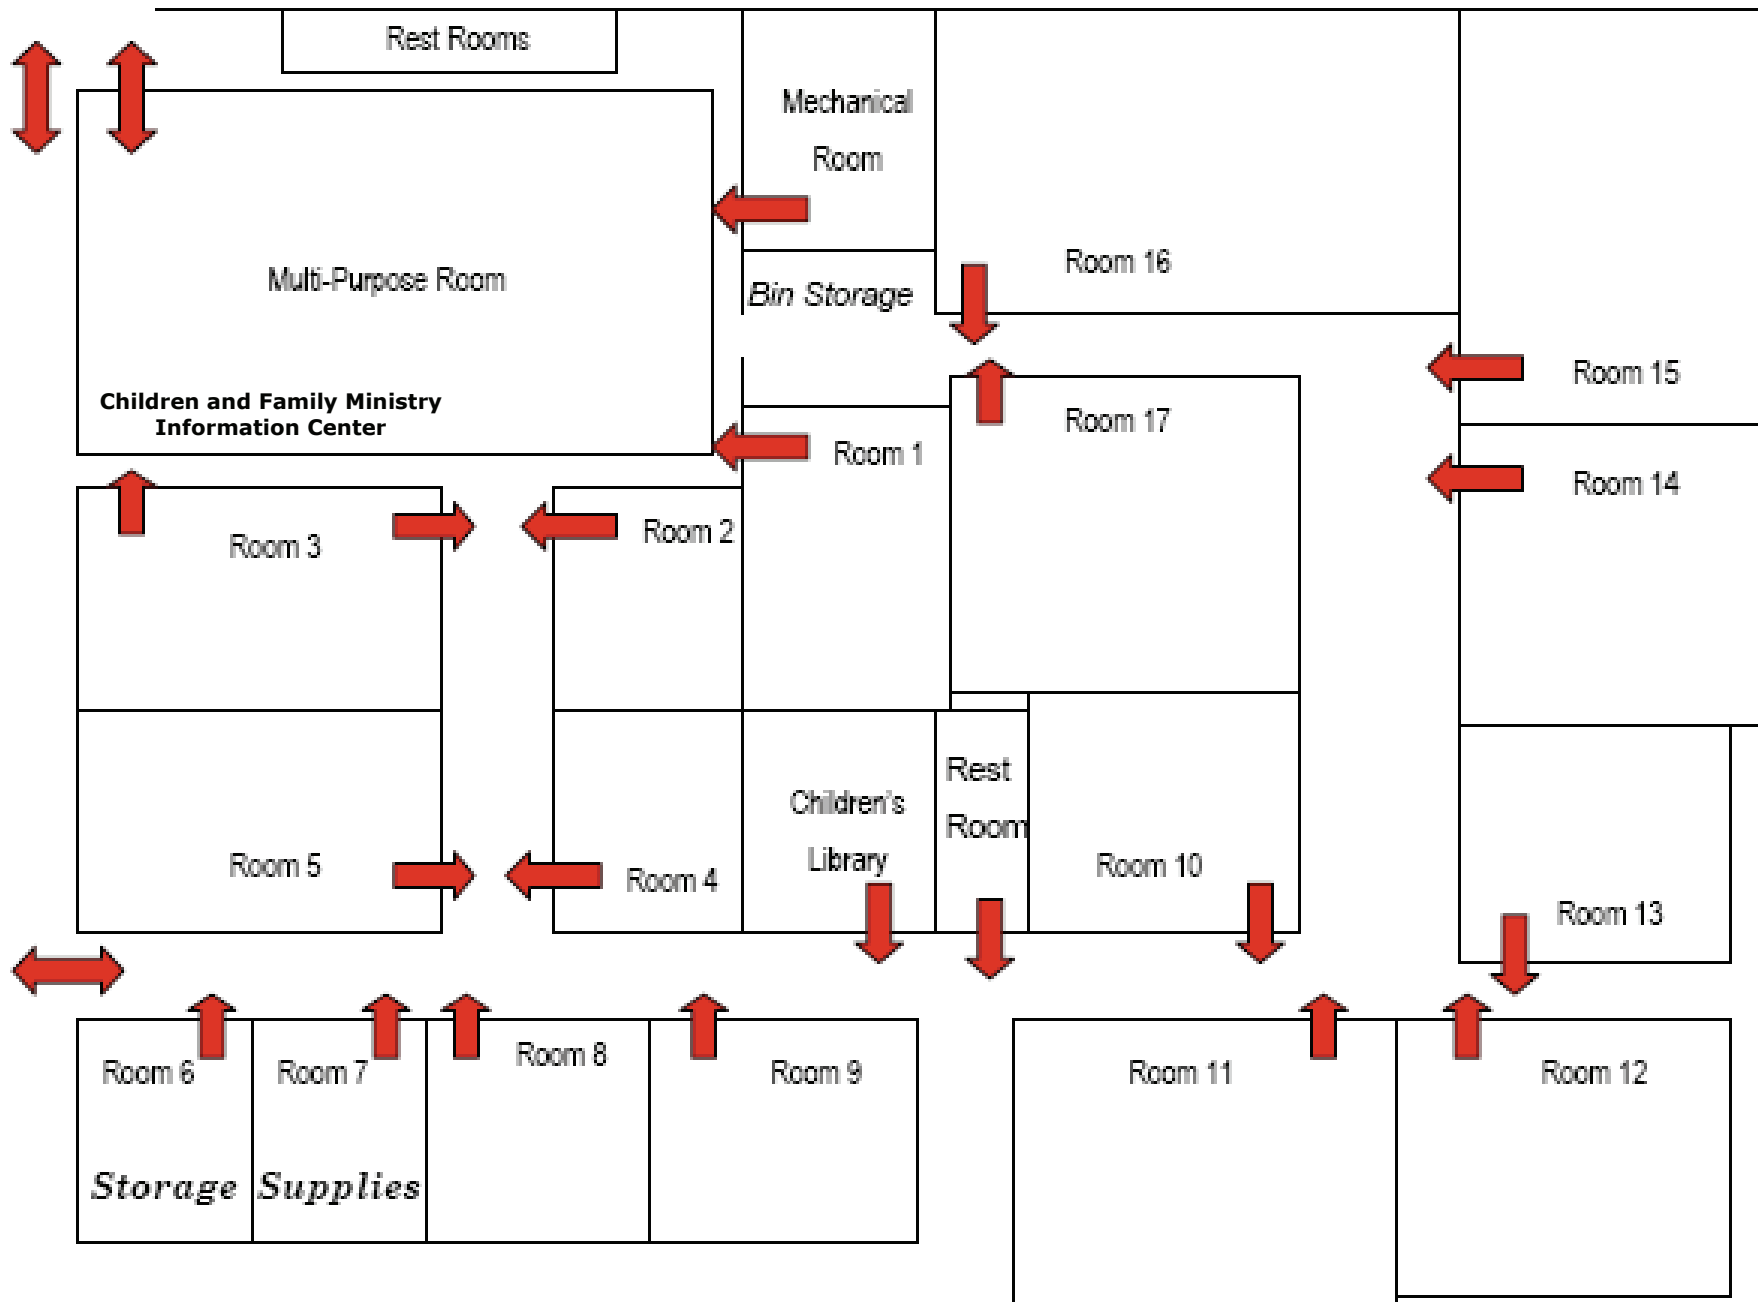 Rest Rooms
Mechanical
Room
Room 16
Multi-Purpose Room
Bin Storage
Room 15
Children and Family Ministry
Information Center
Room 17
Room 1
Room 14
Room 3
Room 2
Rest
Room
Children's
Library
Room 5
Room 4
Room 10
Room 13
Room 6
Room 7
Room 8
Room 9
Room 11
Room 12
Storage
Supplies